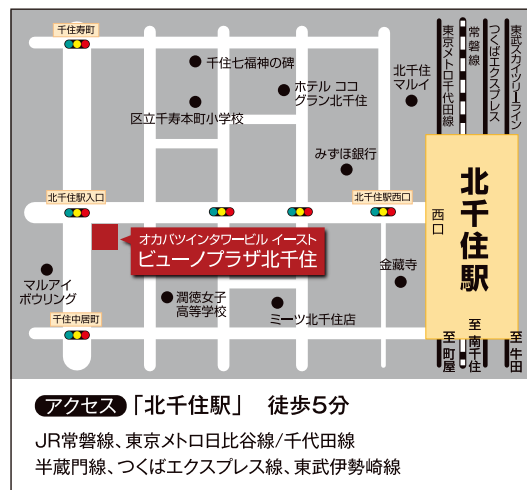 千住寿町
千住七福神の碑
ホテル ココ
グラン北千住
北千住
マルイ
区立千寿本町小学校
みずほ銀行
東京メトロ千代田線
常磐線
つくばエクスプレス
東武スカイツリーライン
北千住駅入口
北千住駅西口
西口
北千住駅
オカバツインタワービル イースト
ビューノプラザ北千住
マルアイ
ボウリング
潤徳女子
高等学校
ミーツ北千住店
金藏寺
千住中居町
至町屋
至南千住
至牛田
アクセス 「北千住駅」 徒歩5分
JR常磐線、東京メトロ日比谷線/千代田線
半蔵門線、つくばエクスプレス線、東武伊勢崎線